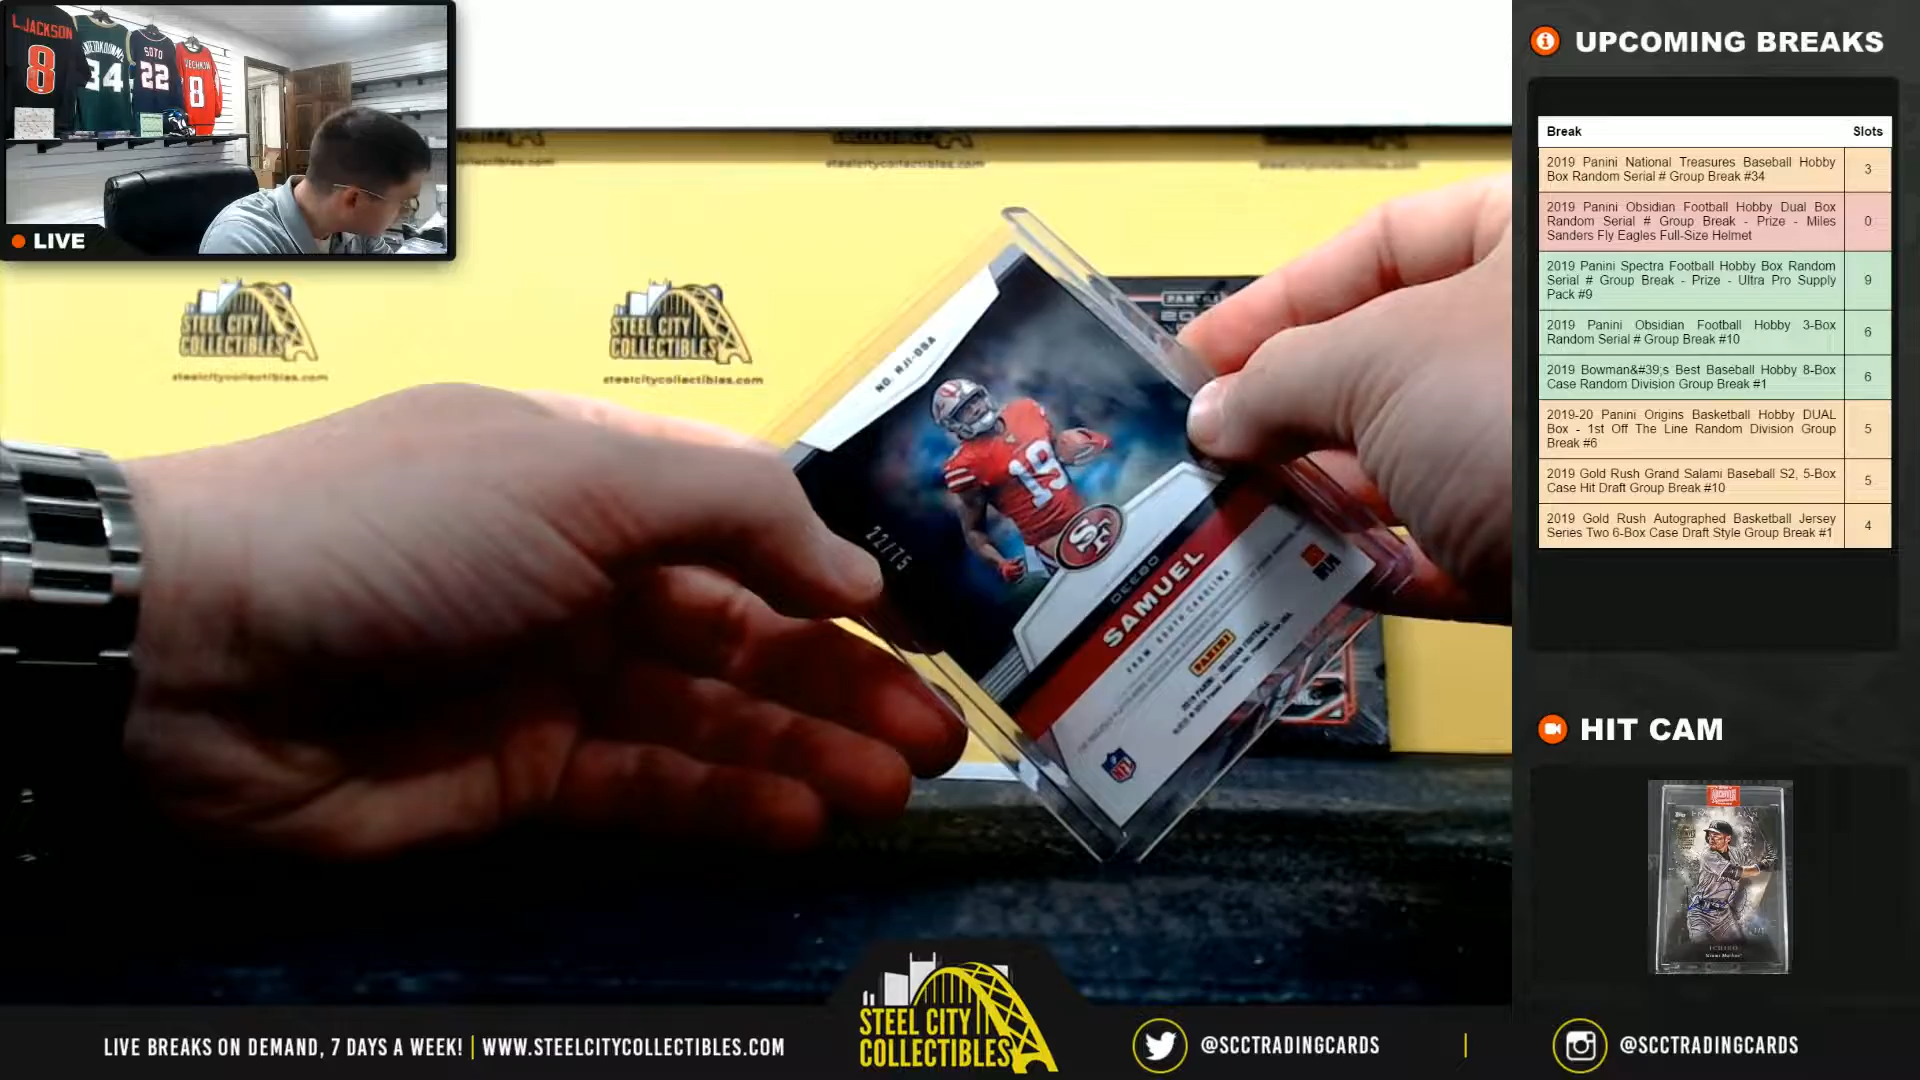 L.JACKSON
8
34
SOTO
22
8
LIVE
STEEL CITY
COLLECTIBLES
steelcitycollectibles.com
STEEL CITY
COLLECTIBLES
steelcitycollectibles.com
steelcitycollectibles.com
NO. RJI-DSA
19
SF
22/75
DEEBO
SAMUEL
FROM SOUTH CAROLINA
PANINI
NFL
UPCOMING BREAKS
Break Slots
2019 Panini National Treasures Baseball Hobby
Box Random Serial # Group Break #34 3
2019 Panini Obsidian Football Hobby Dual Box
Random Serial # Group Break - Prize - Miles 0
Sanders Fly Eagles Full-Size Helmet
2019 Panini Spectra Football Hobby Box Random
Serial # Group Break - Prize - Ultra Pro Supply 9
Pack #9
2019 Panini Obsidian Football Hobby 3-Box
Random Serial # Group Break #10 6
2019 Bowman&#39;s Best Baseball Hobby 8-Box
Case Random Division Group Break #1 6
2019-20 Panini Origins Basketball Hobby DUAL
Box - 1st Off The Line Random Division Group 5
Break #6
2019 Gold Rush Grand Salami Baseball S2, 5-Box
Case Hit Draft Group Break #10 5
2019 Gold Rush Autographed Basketball Jersey
Series Two 6-Box Case Draft Style Group Break #1 4
HIT CAM
ICHIRO
LIVE BREAKS ON DEMAND, 7 DAYS A WEEK! | WWW.STEELCITYCOLLECTIBLES.COM
STEEL CITY
COLLECTIBLES
@SCCTRADINGCARDS | @SCCTRADINGCARDS